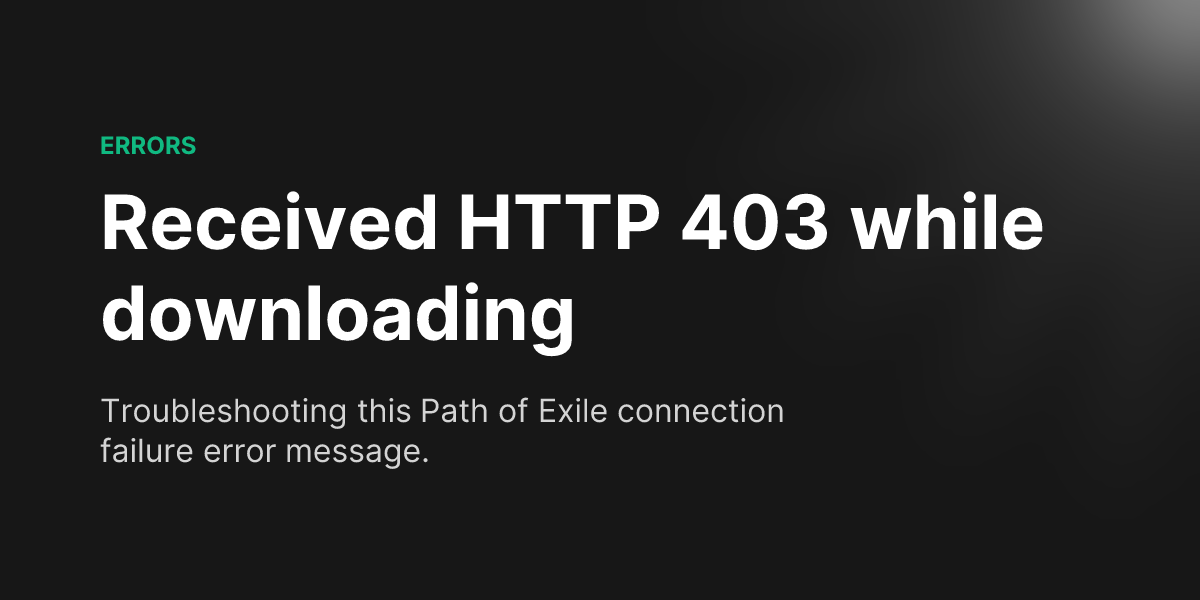 ERRORS
Received HTTP 403 while
downloading
Troubleshooting this Path of Exile connection
failure error message.